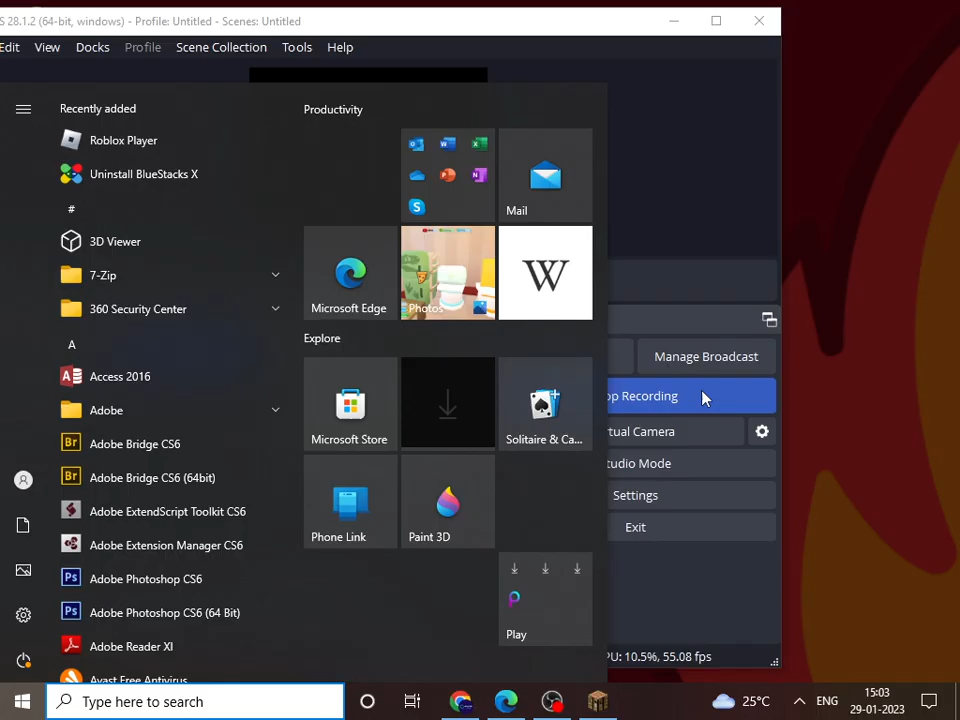 S 28.1.2 (64-bit, windows) - Profile: Untitled - Scenes: Untitled
Edit View Docks Profile Scene Collection Tools Help
Recently added
Roblox Player
Uninstall BlueStacks X
#
3D Viewer
7-Zip
360 Security Center
A
Access 2016
Adobe
Adobe Bridge CS6
Adobe Bridge CS6 (64bit)
Adobe ExtendScript Toolkit CS6
Adobe Extension Manager CS6
Adobe Photoshop CS6
Adobe Photoshop CS6 (64 Bit)
Adobe Reader XI
Avast Free Antivirus
Productivity
Mail
Microsoft Edge
Photos
W
Explore
Microsoft Store
Solitaire & Ca...
Phone Link
Paint 3D
Play
Manage Broadcast
op Recording
rtual Camera
tudio Mode
Settings
Exit
PU: 10.5%, 55.08 fps
Type here to search
25°C
ENG
15:03
29-01-2023